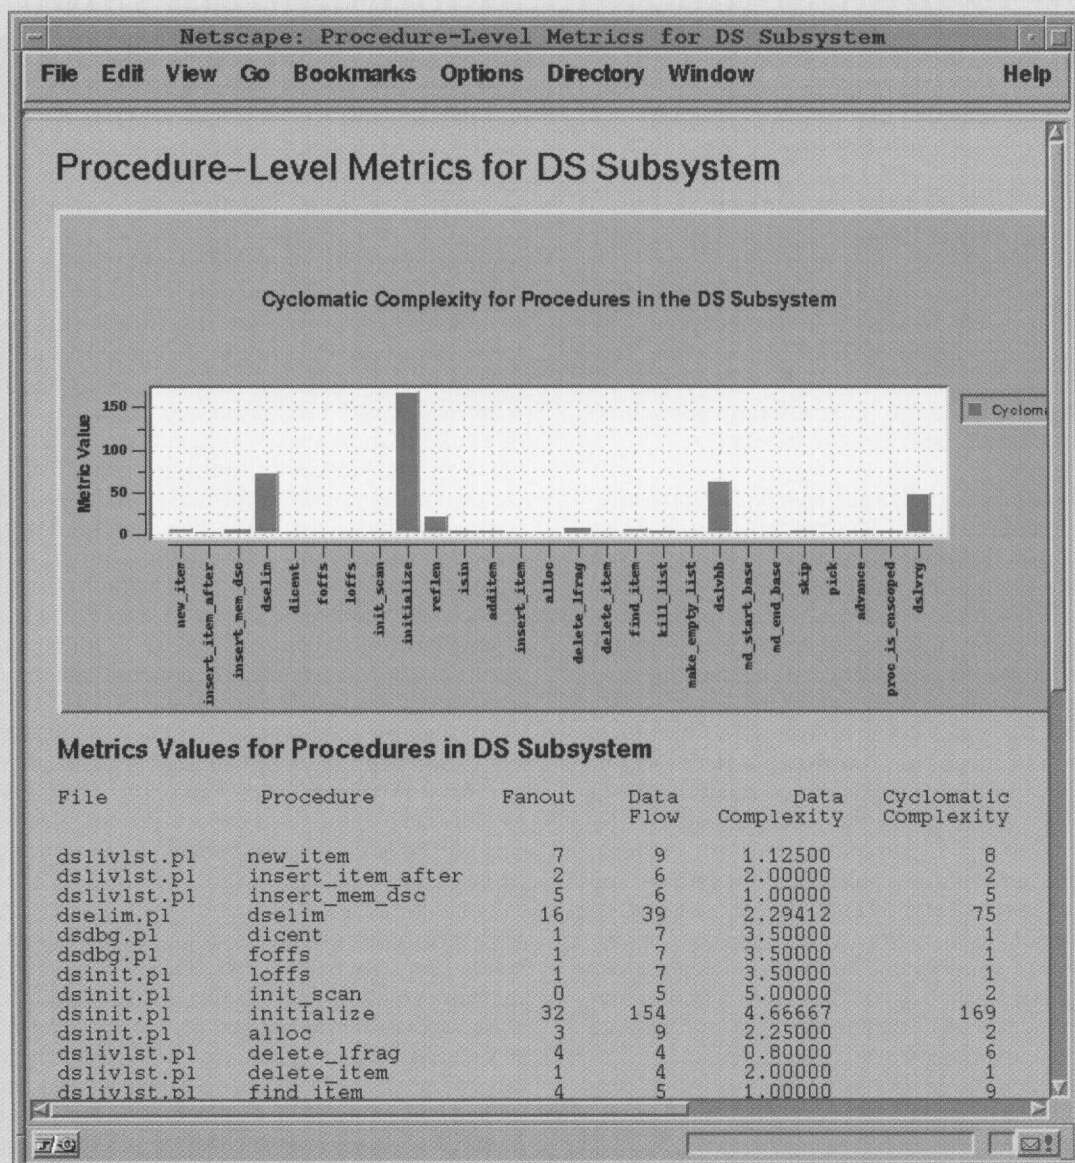 Netscape: Procedure-Level Metrics for DS Subsystem
File Edit View Go Bookmarks Options Directory Window Help
Procedure-Level Metrics for DS Subsystem
Cyclomatic Complexity for Procedures in the DS Subsystem
Metric Value
150
100
50
0
Cycloma
new_item
insert_item_after
insert_mem_dsc
dselim
dicent
foffs
loffs
init_scan
initialize
reflen
isin
additem
insert_item
alloc
delete_lfrag
delete_item
find_item
kill_list
make_empty_list
dslvbb
md_start_base
md_end_base
skip
pick
advance
proc_is_enscoped
dslvry
Metrics Values for Procedures in DS Subsystem
File Procedure Fanout Data Data Cyclomatic
Flow Complexity Complexity
dslivlst.pl new_item 7 9 1.12500 8
dslivlst.pl insert_item_after 2 6 2.00000 2
dslivlst.pl insert_mem_dsc 5 6 1.00000 5
dselim.pl dselim 16 39 2.29412 75
dsdbg.pl dicent 1 7 3.50000 1
dsdbg.pl foffs 1 7 3.50000 1
dsinit.pl loffs 1 7 3.50000 1
dsinit.pl init_scan 0 5 5.00000 2
dsinit.pl initialize 32 154 4.66667 169
dsinit.pl alloc 3 9 2.25000 2
dslivlst.pl delete_lfrag 4 4 0.80000 6
dslivlst.pl delete_item 1 4 2.00000 1
dslivlst.pl find_item 4 5 1.00000 9